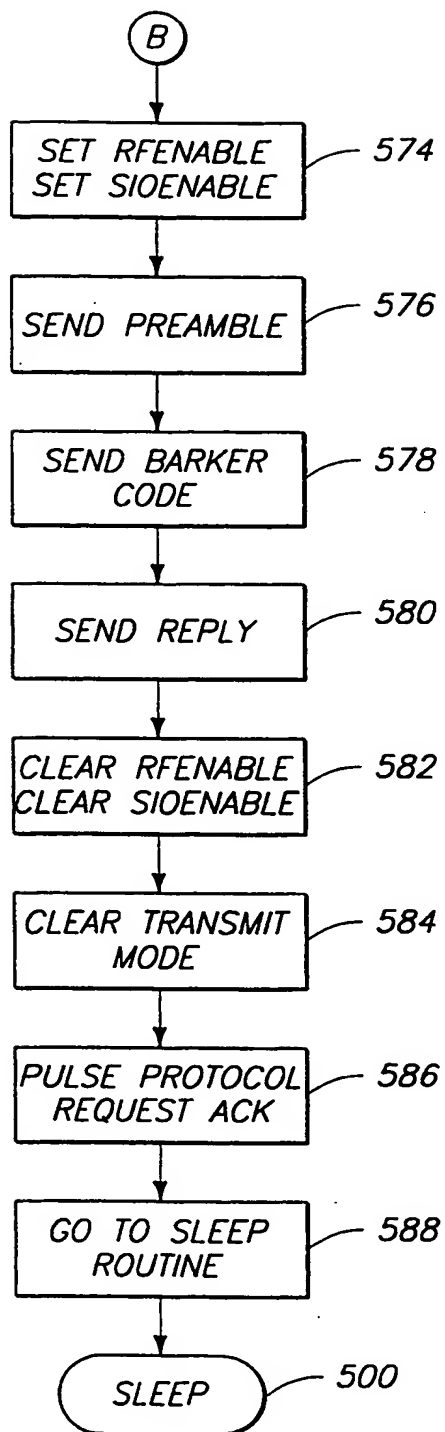 B
SET RFENABLE
SET SIOENABLE
574
SEND PREAMBLE
576
SEND BARKER
CODE
578
SEND REPLY
580
CLEAR RFENABLE
CLEAR SIOENABLE
582
CLEAR TRANSMIT
MODE
584
PULSE PROTOCOL
REQUEST ACK
586
GO TO SLEEP
ROUTINE
588
SLEEP
500